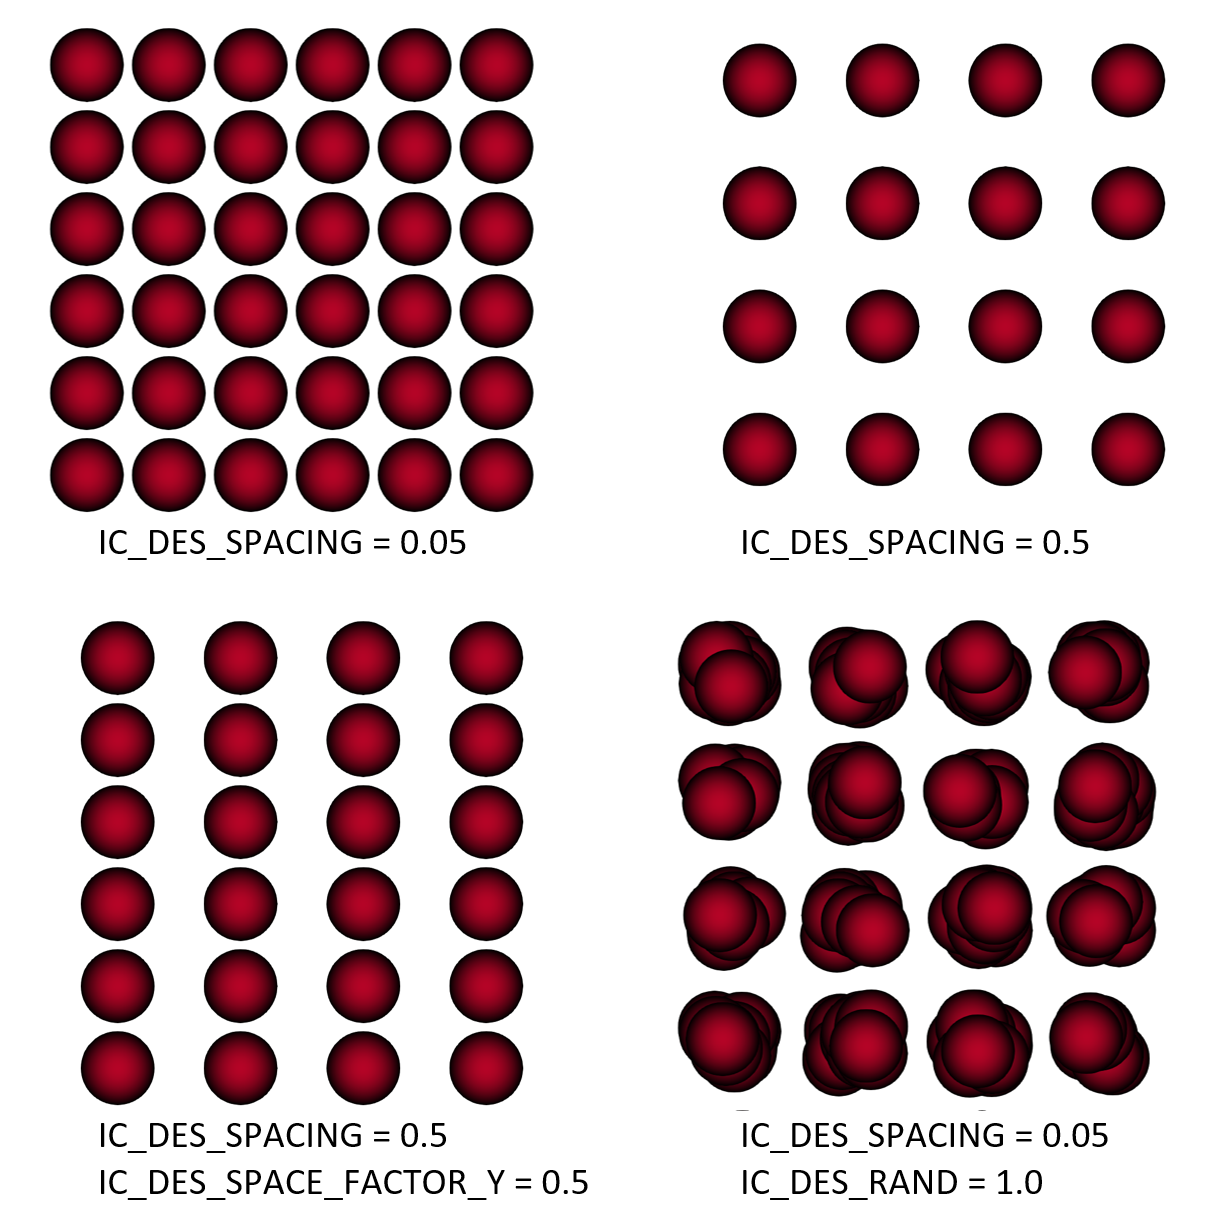 IC_DES_SPACING = 0.05
IC_DES_SPACING = 0.5
IC_DES_SPACING = 0.5
IC_DES_SPACE_FACTOR_Y = 0.5
IC_DES_SPACING = 0.05
IC_DES_RAND = 1.0